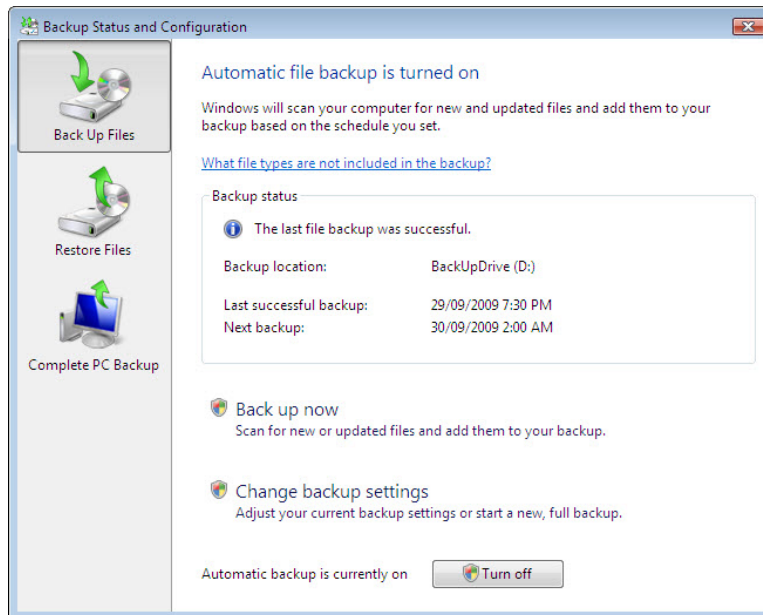 Backup Status and Configuration
Back Up Files
Restore Files
Complete PC Backup
Automatic file backup is turned on
Windows will scan your computer for new and updated files and add them to your
backup based on the schedule you set.
What file types are not included in the backup?
Backup status
The last file backup was successful.
Backup location: BackUpDrive (D:)
Last successful backup: 29/09/2009 7:30 PM
Next backup: 30/09/2009 2:00 AM
Back up now
Scan for new or updated files and add them to your backup.
Change backup settings
Adjust your current backup settings or start a new, full backup.
Automatic backup is currently on Turn off